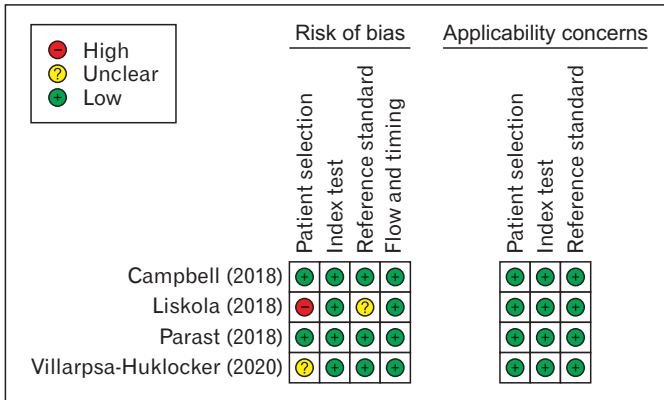 High
Unclear
Low
Risk of bias
Applicability concerns
Patient selection
Index test
Reference standard
Flow and timing
Patient selection
Index test
Reference standard
Campbell (2018)
Liskola (2018)
Parast (2018)
Villarpsa-Huklocker (2020)